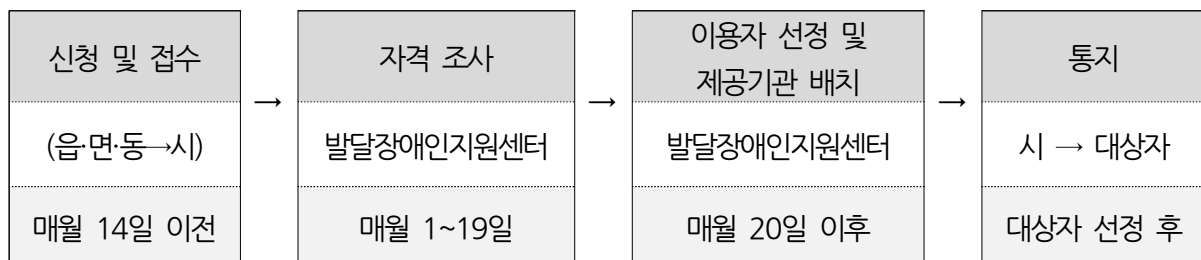 신청 및 접수
(읍·면·동→시)
매월 14일 이전
→
자격 조사
발달장애인지원센터
매월 1~19일
→
이용자 선정 및
제공기관 배치
발달장애인지원센터
매월 20일 이후
→
통지
시 → 대상자
대상자 선정 후